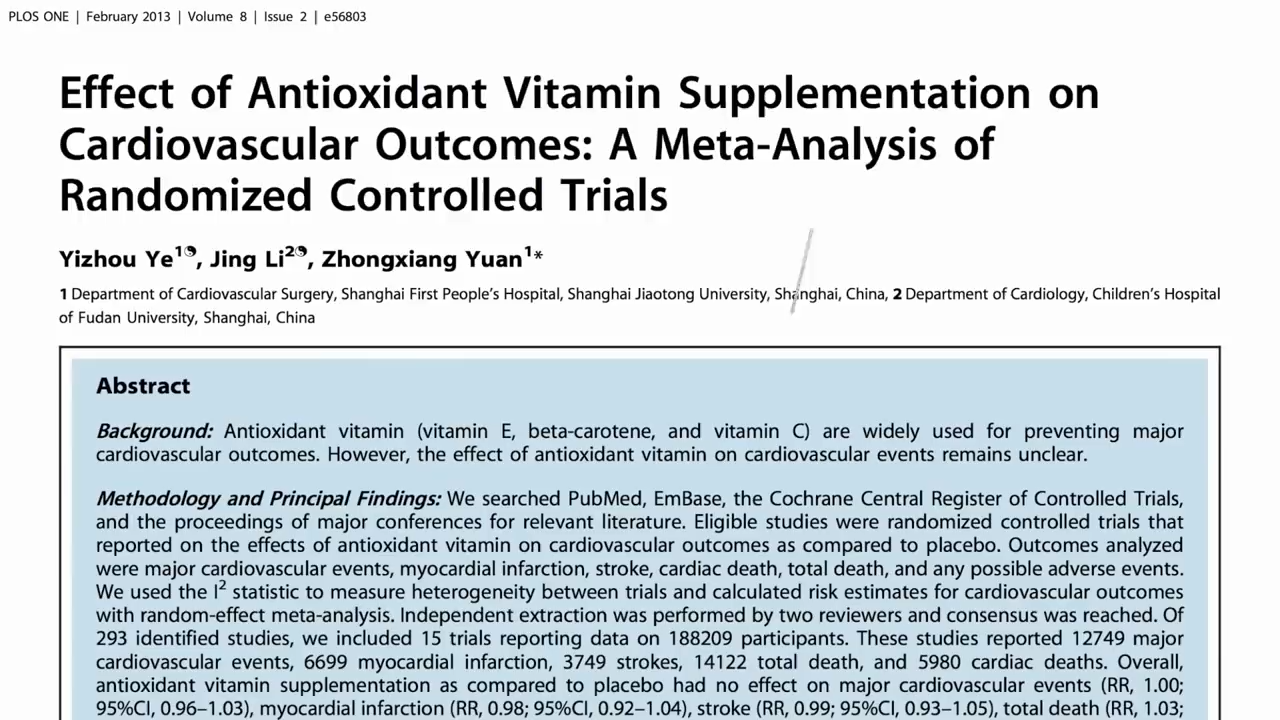 PLOS ONE | February 2013 | Volume 8 | Issue 2 | e56803
Effect of Antioxidant Vitamin Supplementation on
Cardiovascular Outcomes: A Meta-Analysis of
Randomized Controlled Trials
Yizhou Ye1☯, Jing Li2☯, Zhongxiang Yuan1*
1 Department of Cardiovascular Surgery, Shanghai First People's Hospital, Shanghai Jiaotong University, Shanghai, China, 2 Department of Cardiology, Children's Hospital
of Fudan University, Shanghai, China
Abstract
Background: Antioxidant vitamin (vitamin E, beta-carotene, and vitamin C) are widely used for preventing major
cardiovascular outcomes. However, the effect of antioxidant vitamin on cardiovascular events remains unclear.
Methodology and Principal Findings: We searched PubMed, EmBase, the Cochrane Central Register of Controlled Trials,
and the proceedings of major conferences for relevant literature. Eligible studies were randomized controlled trials that
reported on the effects of antioxidant vitamin on cardiovascular outcomes as compared to placebo. Outcomes analyzed
were major cardiovascular events, myocardial infarction, stroke, cardiac death, total death, and any possible adverse events.
We used the I2 statistic to measure heterogeneity between trials and calculated risk estimates for cardiovascular outcomes
with random-effect meta-analysis. Independent extraction was performed by two reviewers and consensus was reached. Of
293 identified studies, we included 15 trials reporting data on 188209 participants. These studies reported 12749 major
cardiovascular events, 6699 myocardial infarction, 3749 strokes, 14122 total death, and 5980 cardiac deaths. Overall,
antioxidant vitamin supplementation as compared to placebo had no effect on major cardiovascular events (RR, 1.00;
95%CI, 0.96–1.03), myocardial infarction (RR, 0.98; 95%CI, 0.92–1.04), stroke (RR, 0.99; 95%CI, 0.93–1.05), total death (RR, 1.03;